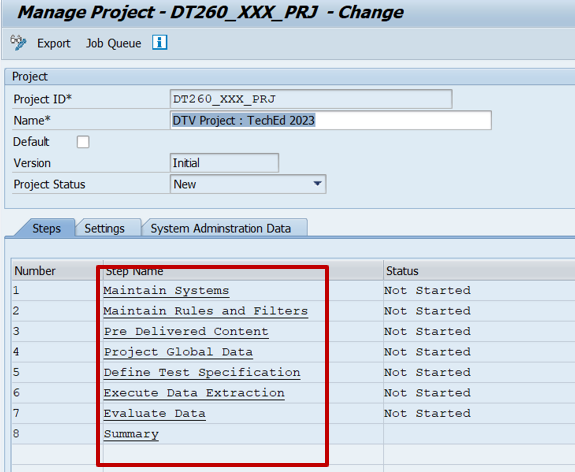 Manage Project - DT260_XXX_PRJ - Change
Export Job Queue
Project
Project ID* DT260_XXX_PRJ
Name* DTV Project : TechEd 2023
Default
Version Initial
Project Status New
Steps Settings System Adminstration Data
Number Step Name Status
1 Maintain Systems Not Started
2 Maintain Rules and Filters Not Started
3 Pre Delivered Content Not Started
4 Project Global Data Not Started
5 Define Test Specification Not Started
6 Execute Data Extraction Not Started
7 Evaluate Data Not Started
8 Summary